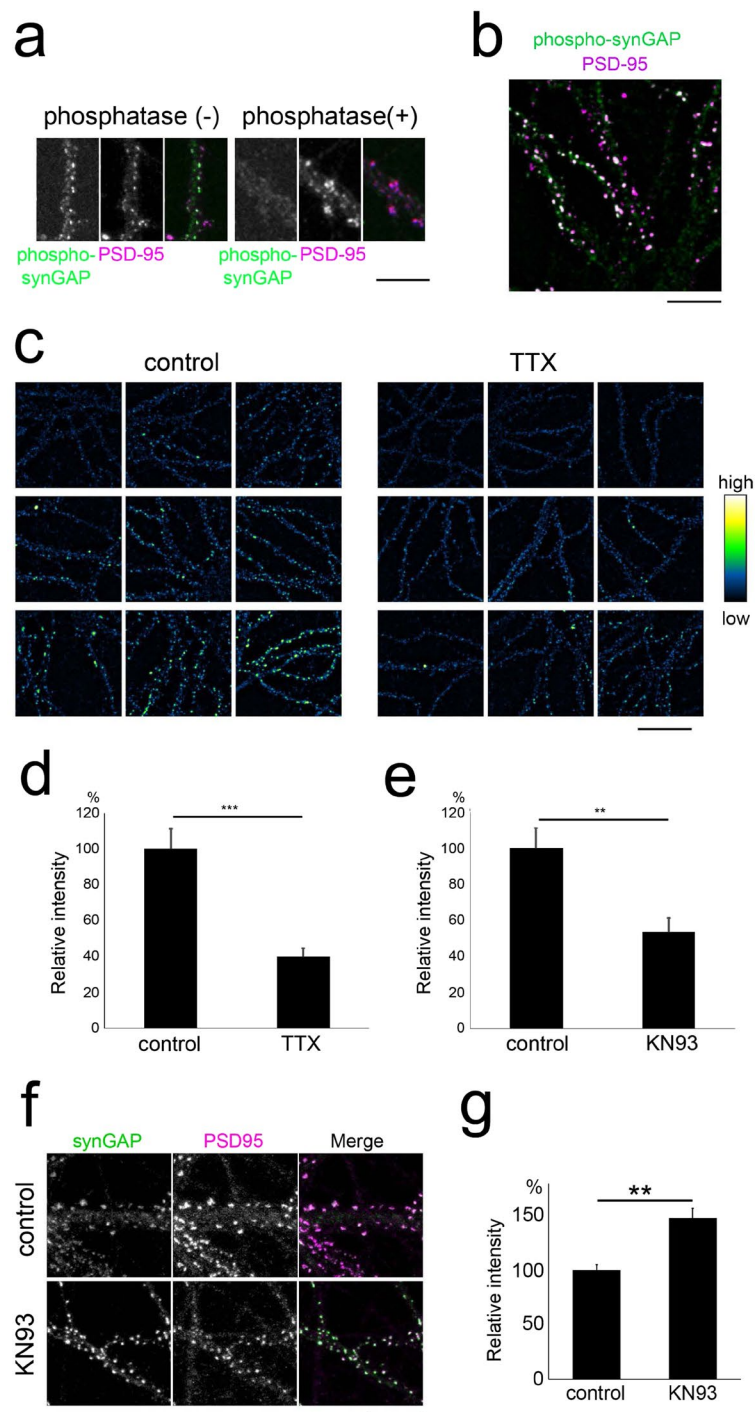 a
phosphatase (-) phosphatase(+)
phospho-
synGAP
PSD-95
phospho-
synGAP
PSD-95
b
phospho-synGAP
PSD-95
c
control TTX
high
low
d
%
120
100
80
60
40
20
0
Relative intensity
***
control TTX
e
%
120
100
80
60
40
20
0
Relative intensity
**
control KN93
f
synGAP PSD95 Merge
control
KN93
g
%
150
100
50
0
Relative intensity
**
control KN93